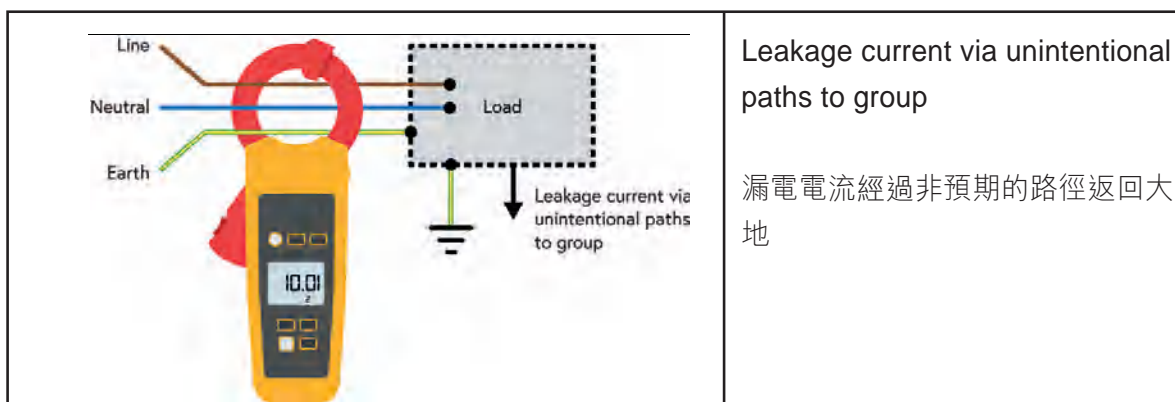 Line
Neutral
Earth
Load
Leakage current via
unintentional paths
to group
10.01
2
Leakage current via unintentional
paths to group
漏電電流經過非預期的路徑返回大
地